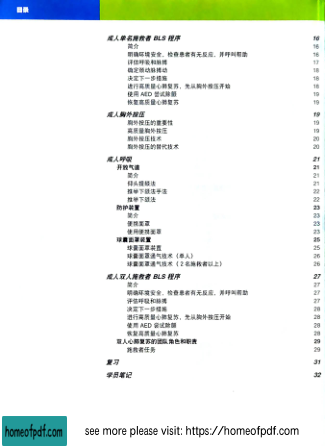 目录
成人单名施救者 BLS 程序 16
简介 16
明确环境安全，检查患者有无反应，并呼叫帮助 16
评估呼吸和脉搏 17
确定颈动脉搏动 18
决定下一步措施 18
进行高质量心肺复苏，先从胸外按压开始 18
使用 AED 尝试除颤 19
恢复高质量心肺复苏 19
成人胸外按压 19
胸外按压的重要性 19
高质量胸外按压 19
胸外按压技术 20
胸外按压的替代技术 20
成人呼吸 21
开放气道 21
简介 21
仰头提颏法 21
推举下颌法手法 22
推举下颌法 22
防护装置 23
简介 23
便携面罩 23
使用便携面罩 23
球囊面罩装置 25
球囊面罩装置 25
球囊面罩通气技术（单人） 26
球囊面罩通气技术（2 名施救者以上） 26
成人双人施救者 BLS 程序 27
简介 27
明确环境安全，检查患者有无反应，并呼叫帮助 27
评估呼吸和脉搏 27
决定下一步措施 28
进行高质量心肺复苏，先从胸外按压开始 28
使用 AED 尝试除颤 28
恢复高质量心肺复苏 28
双人心肺复苏的团队角色和职责 29
施救者任务 29
复习 31
学员笔记 32
homeofpdf.com
see more please visit: https://homeofpdf.com